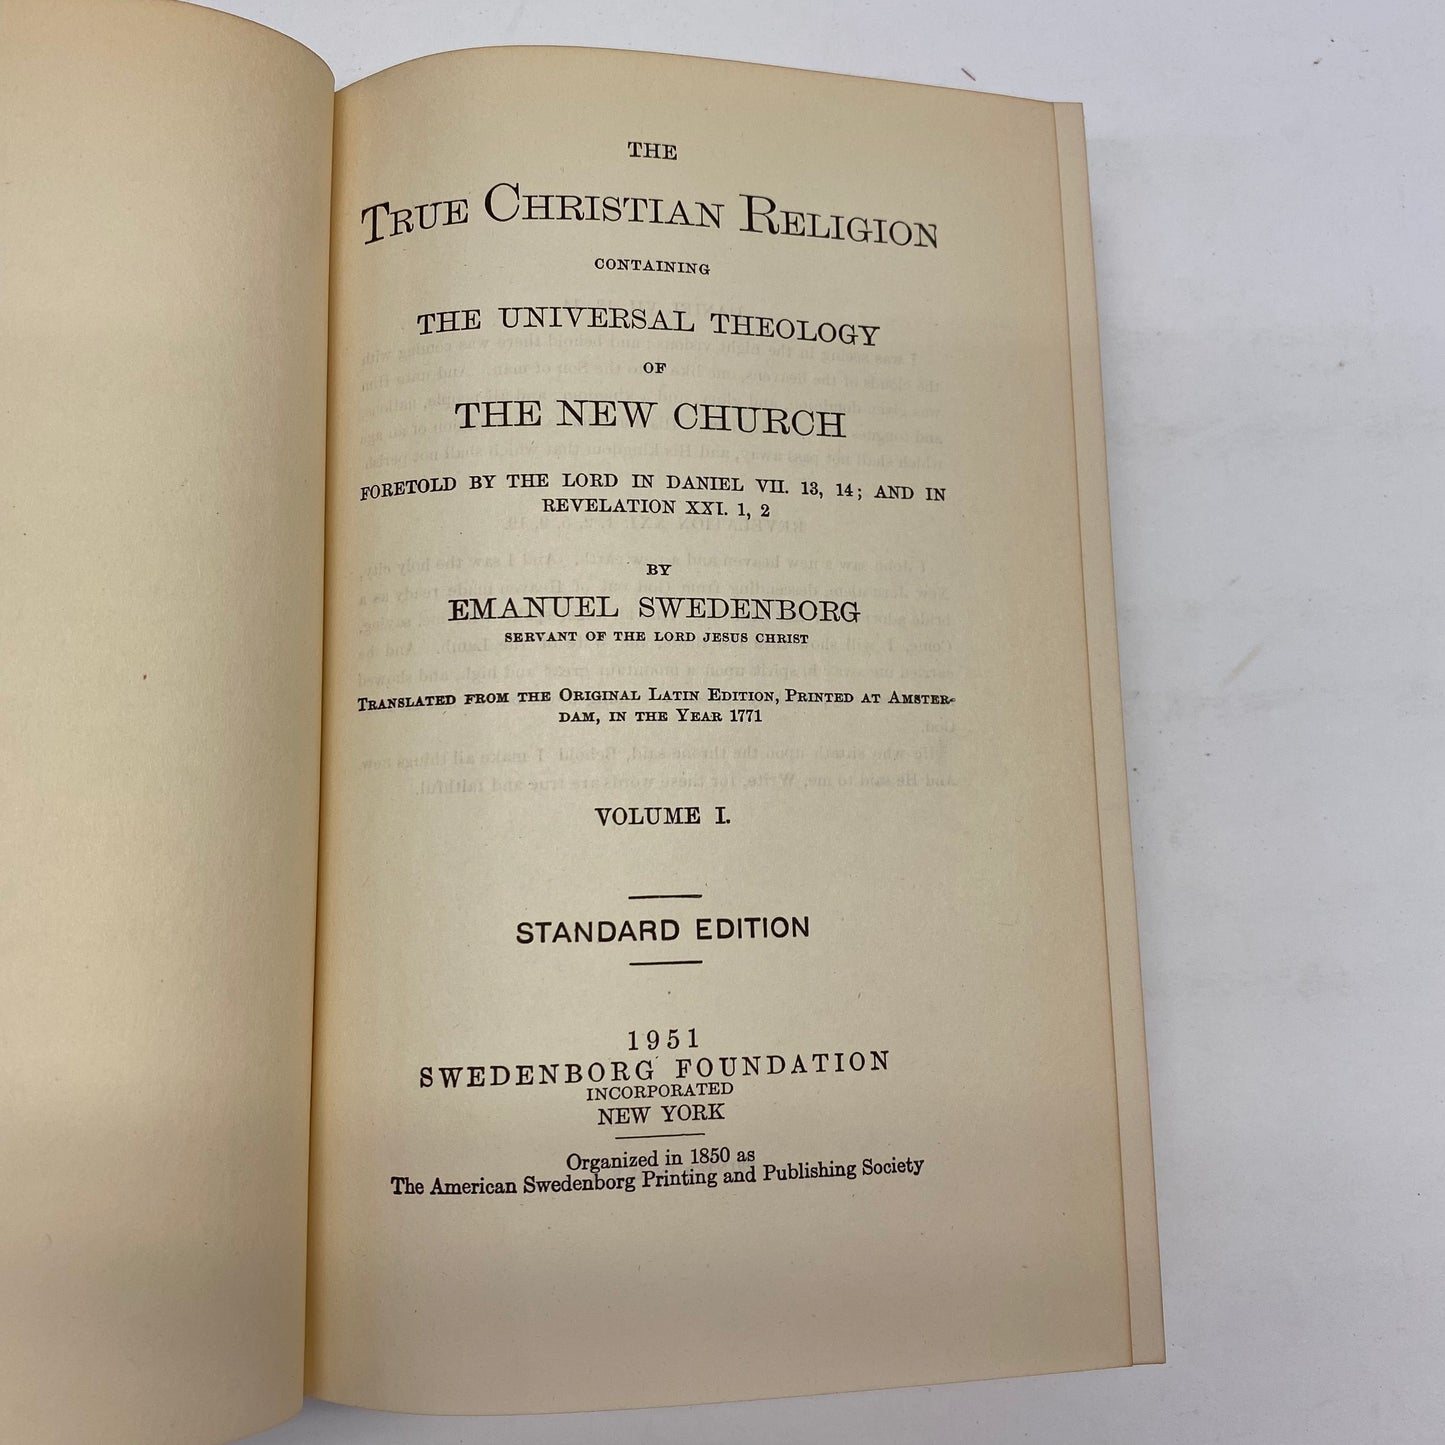 THE
TRUE CHRISTIAN RELIGION
CONTAINING
THE UNIVERSAL THEOLOGY
OF
THE NEW CHURCH
FORETOLD BY THE LORD IN DANIEL VII. 13, 14; AND IN
REVELATION XXI. 1, 2
BY
EMANUEL SWEDENBORG
SERVANT OF THE LORD JESUS CHRIST
TRANSLATED FROM THE ORIGINAL LATIN EDITION, PRINTED AT AMSTER-
DAM, IN THE YEAR 1771
VOLUME I.
STANDARD EDITION
1951
SWEDENBORG FOUNDATION
INCORPORATED
NEW YORK
Organized in 1850 as
The American Swedenborg Printing and Publishing Society